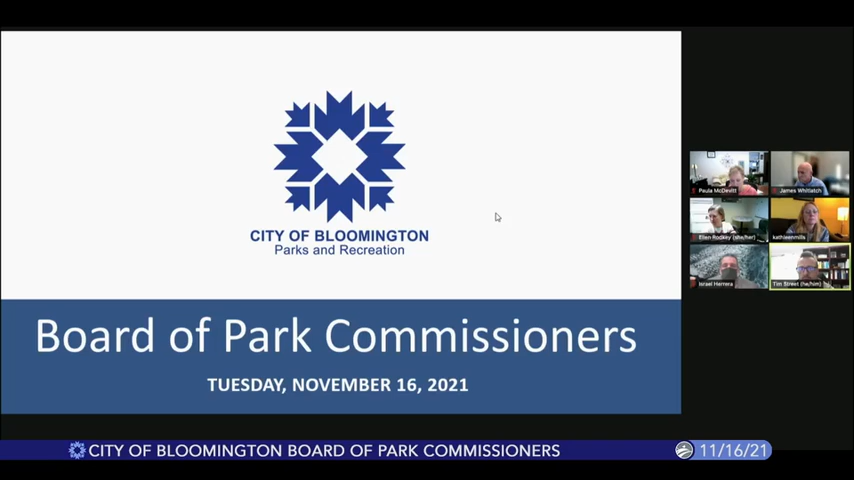 CITY OF BLOOMINGTON
Parks and Recreation
Board of Park Commissioners
TUESDAY, NOVEMBER 16, 2021
Paula McDevitt
James Whitlatch
Ellen Rodkey (she/her)
kathleenmills
Israel Herrera
Tim Street (he/him)
CITY OF BLOOMINGTON BOARD OF PARK COMMISSIONERS
11/16/21